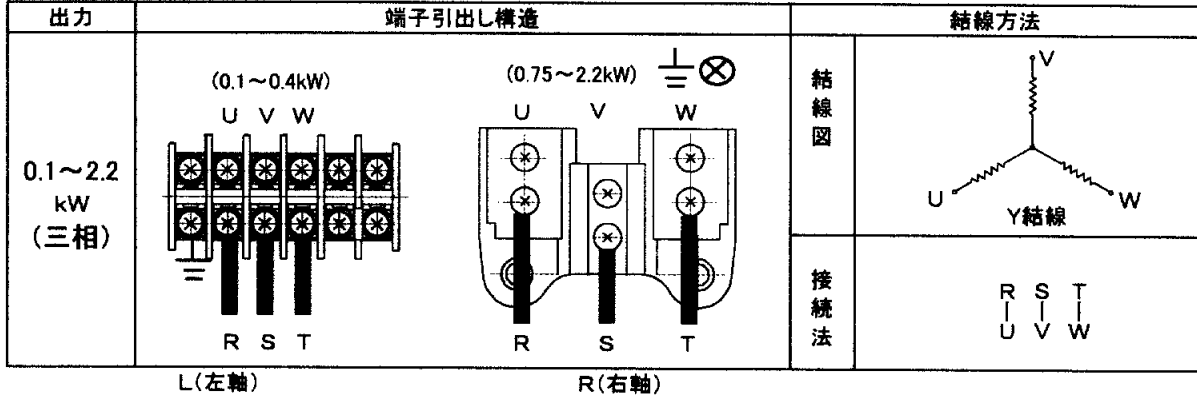 出力 端子引出し構造 結線方法
0.1～2.2
kW
(三相)
(0.1～0.4kW)
U V W
R S T
(0.75～2.2kW)
U V W
R S T
結線図
V
U W
Y結線
接続法
R S T
U V W
L(左軸) R(右軸)